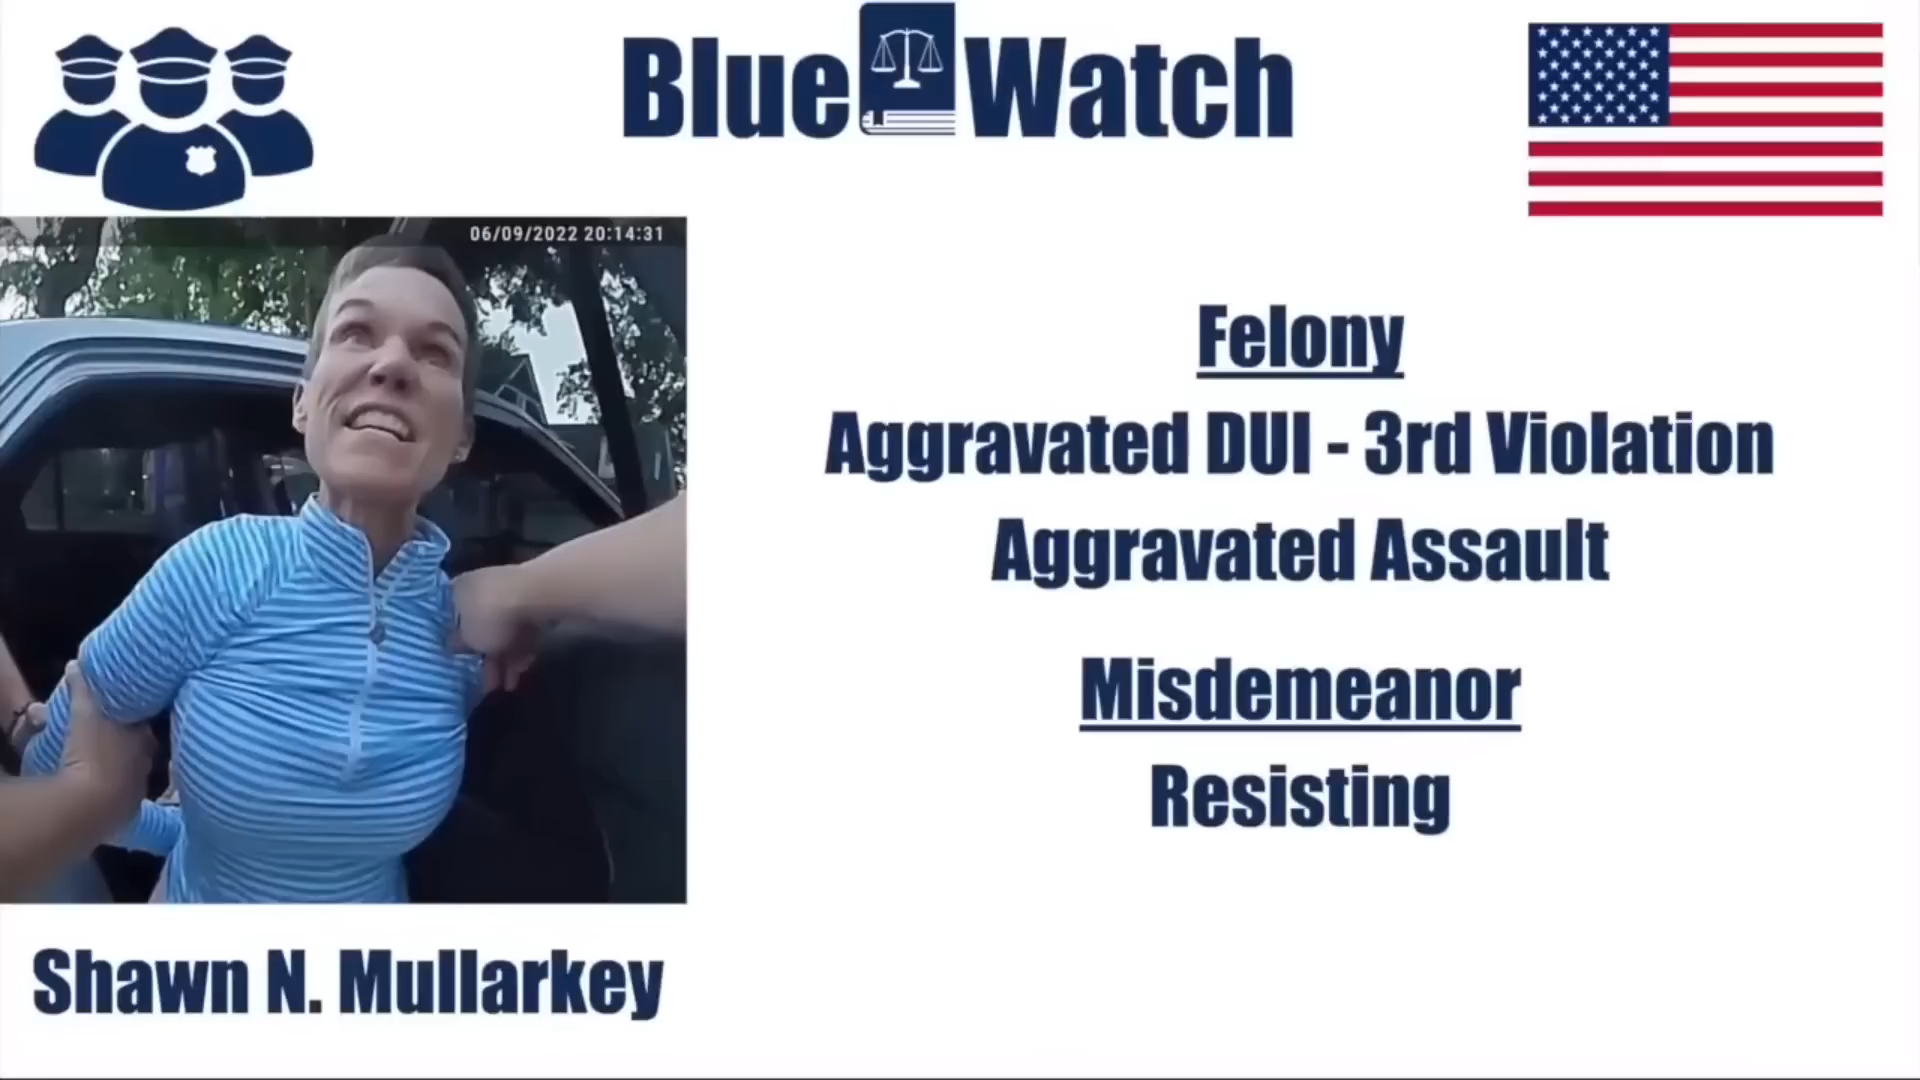 Blue Watch
06/09/2022 20:14:31
Felony
Aggravated DUI - 3rd Violation
Aggravated Assault
Misdemeanor
Resisting
Shawn N. Mullarkey